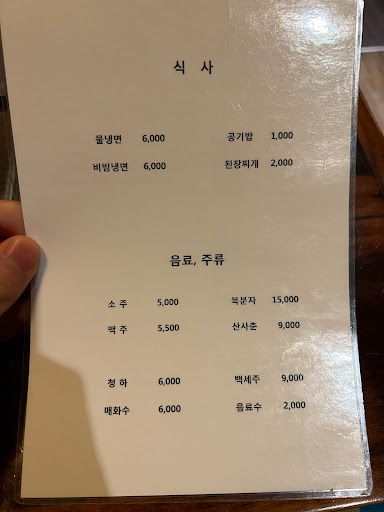 식 사
물냉면 6,000 공기밥 1,000
비빔냉면 6,000 된장찌개 2,000
음료, 주류
소 주 5,000 복분자 15,000
맥 주 5,500 산사춘 9,000
청 하 6,000 백세주 9,000
매화수 6,000 음료수 2,000